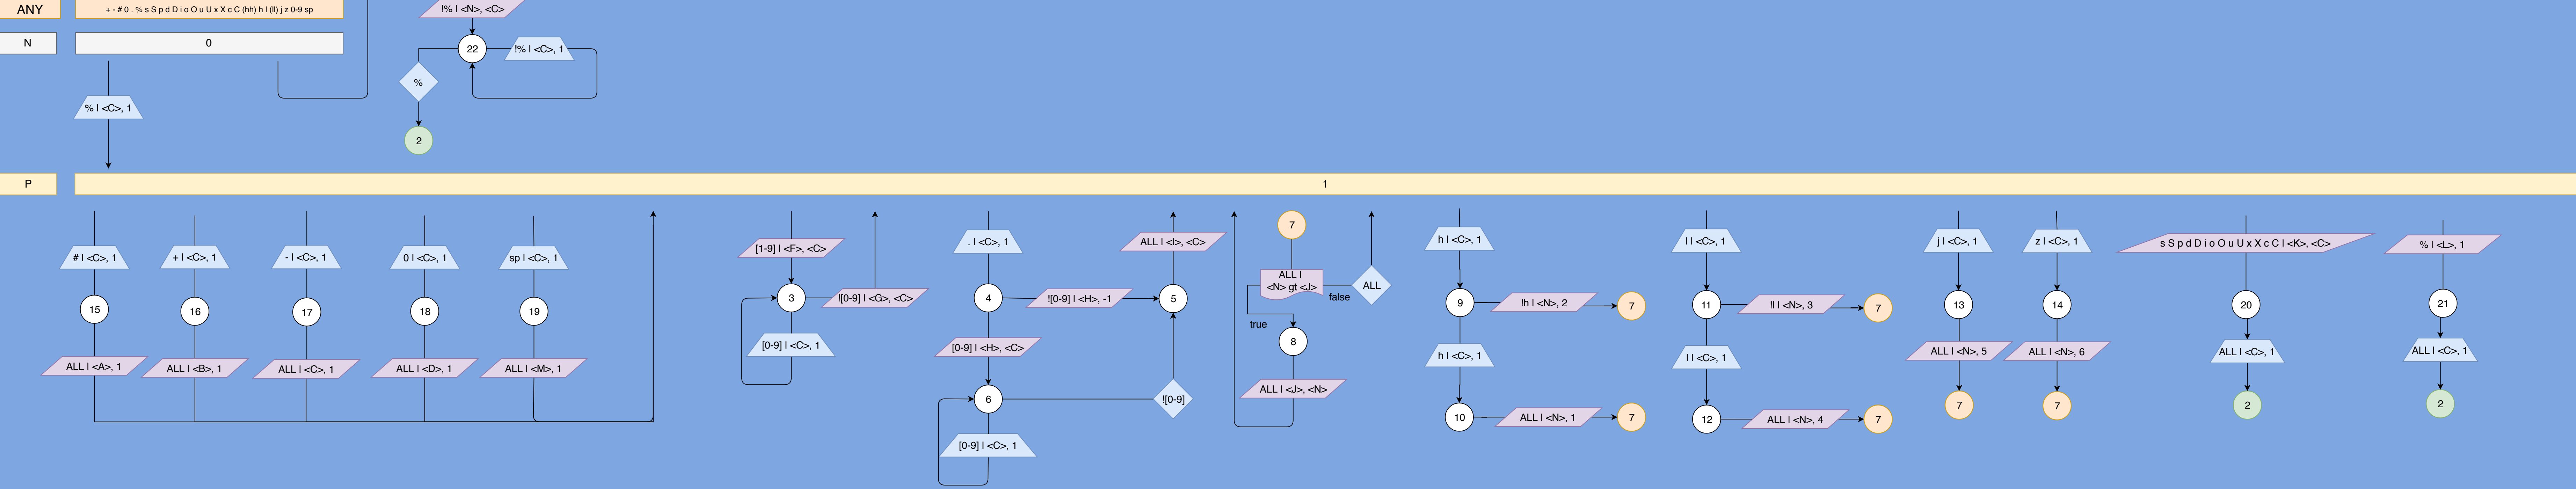 ANY
+ - # 0 . % s S p d D i o O u U x X c C (hh) h l (ll) j z 0-9 sp
!% | <N>, <C>
N
0
22
!% | <C>, 1
%
% | <C>, 1
2
P
1
# | <C>, 1
+ | <C>, 1
- | <C>, 1
0 | <C>, 1
sp | <C>, 1
15
16
17
18
19
ALL | <A>, 1
ALL | <B>, 1
ALL | <C>, 1
ALL | <D>, 1
ALL | <M>, 1
[1-9] | <F>, <C>
3
![0-9] | <G>, <C>
[0-9] | <C>, 1
. | <C>, 1
ALL | <I>, <C>
4
![0-9] | <H>, -1
5
[0-9] | <H>, <C>
6
![0-9]
[0-9] | <C>, 1
7
ALL |
<N> gt <J>
ALL
false
true
8
ALL | <J>, <N>
h | <C>, 1
9
!h | <N>, 2
7
h | <C>, 1
10
ALL | <N>, 1
7
l | <C>, 1
11
!l | <N>, 3
7
l | <C>, 1
12
ALL | <N>, 4
7
j | <C>, 1
13
ALL | <N>, 5
7
z | <C>, 1
14
ALL | <N>, 6
7
s S p d D i o O u U x X c C | <K>, <C>
20
ALL | <C>, 1
2
% | <L>, 1
21
ALL | <C>, 1
2